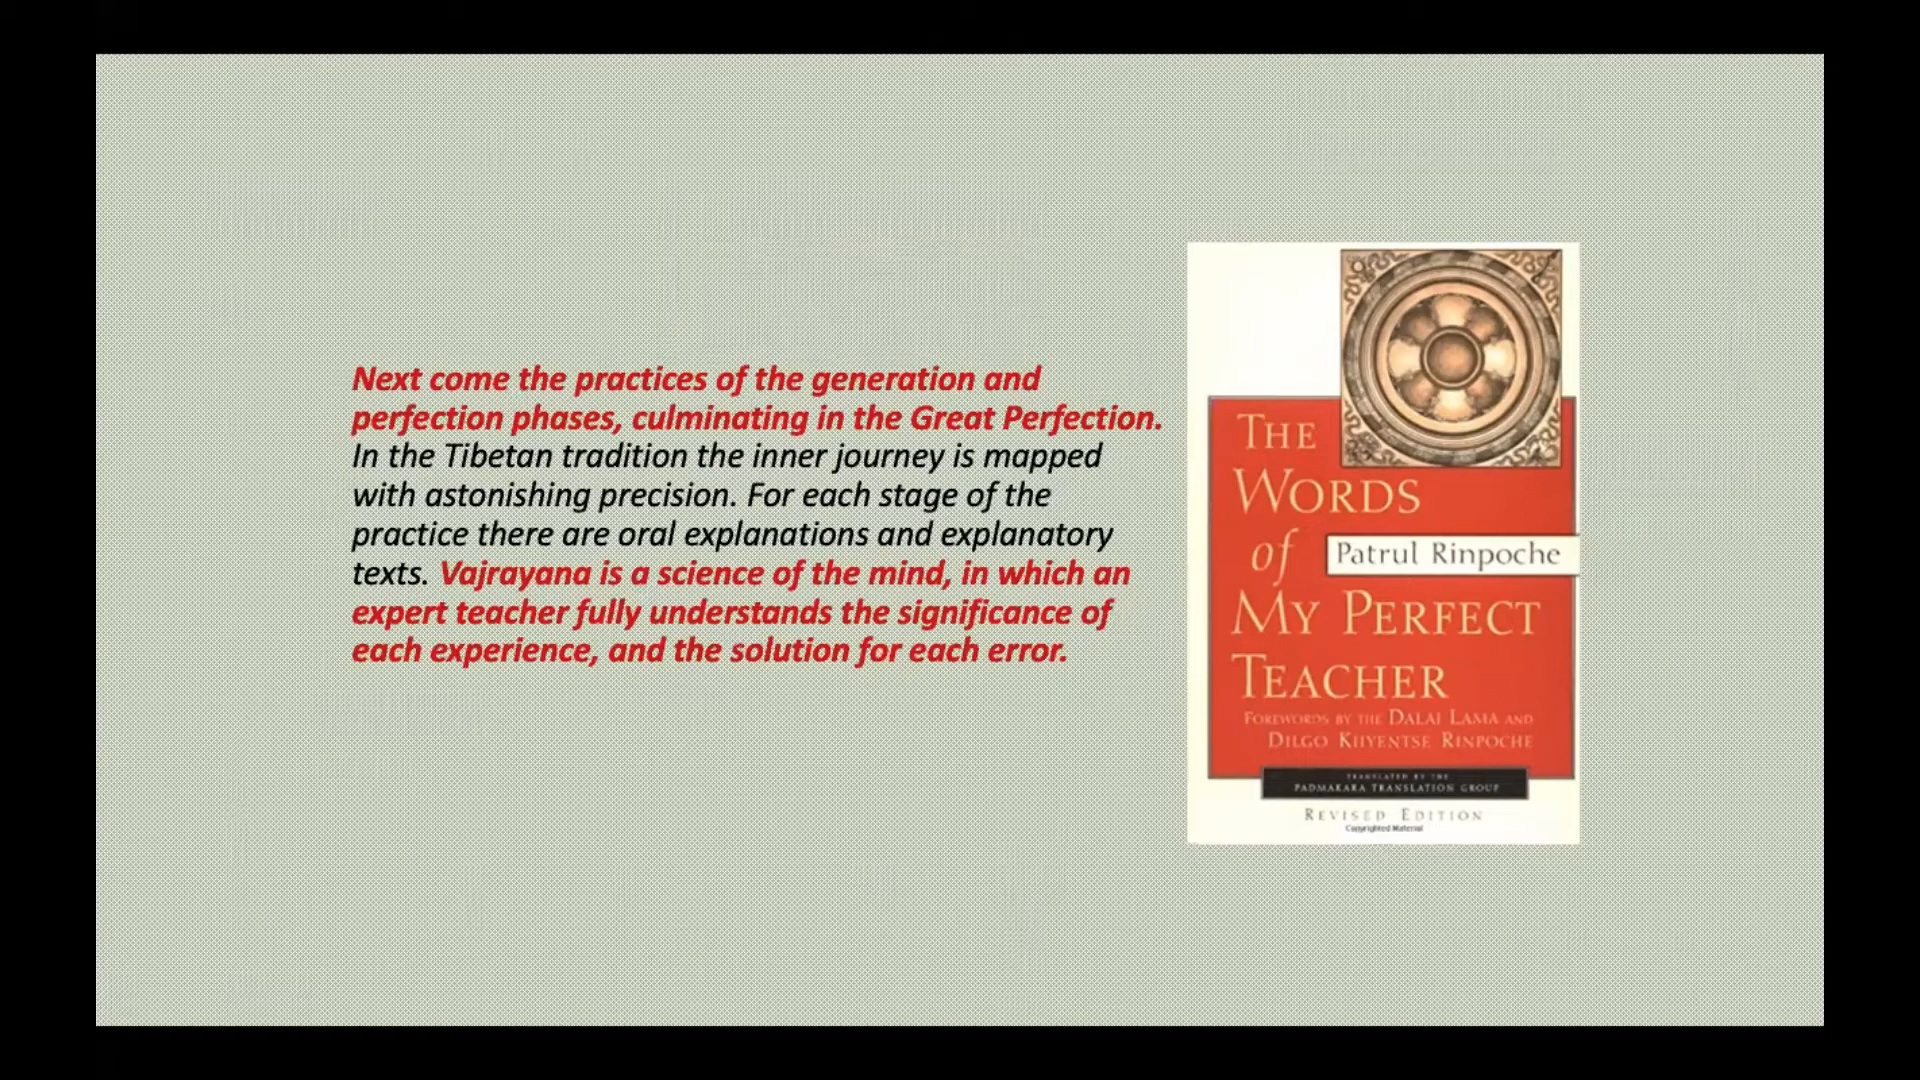 Next come the practices of the generation and
perfection phases, culminating in the Great Perfection.
In the Tibetan tradition the inner journey is mapped
with astonishing precision. For each stage of the
practice there are oral explanations and explanatory
texts. Vajrayana is a science of the mind, in which an
expert teacher fully understands the significance of
each experience, and the solution for each error.
THE
WORDS
of
Patrul Rinpoche
MY PERFECT
TEACHER
FOREWORDS BY THE DALAI LAMA AND
DILGO KHYENTSE RINPOCHE
TRANSLATED BY THE
PADMAKARA TRANSLATION GROUP
REVISED EDITION
Copyrighted Material